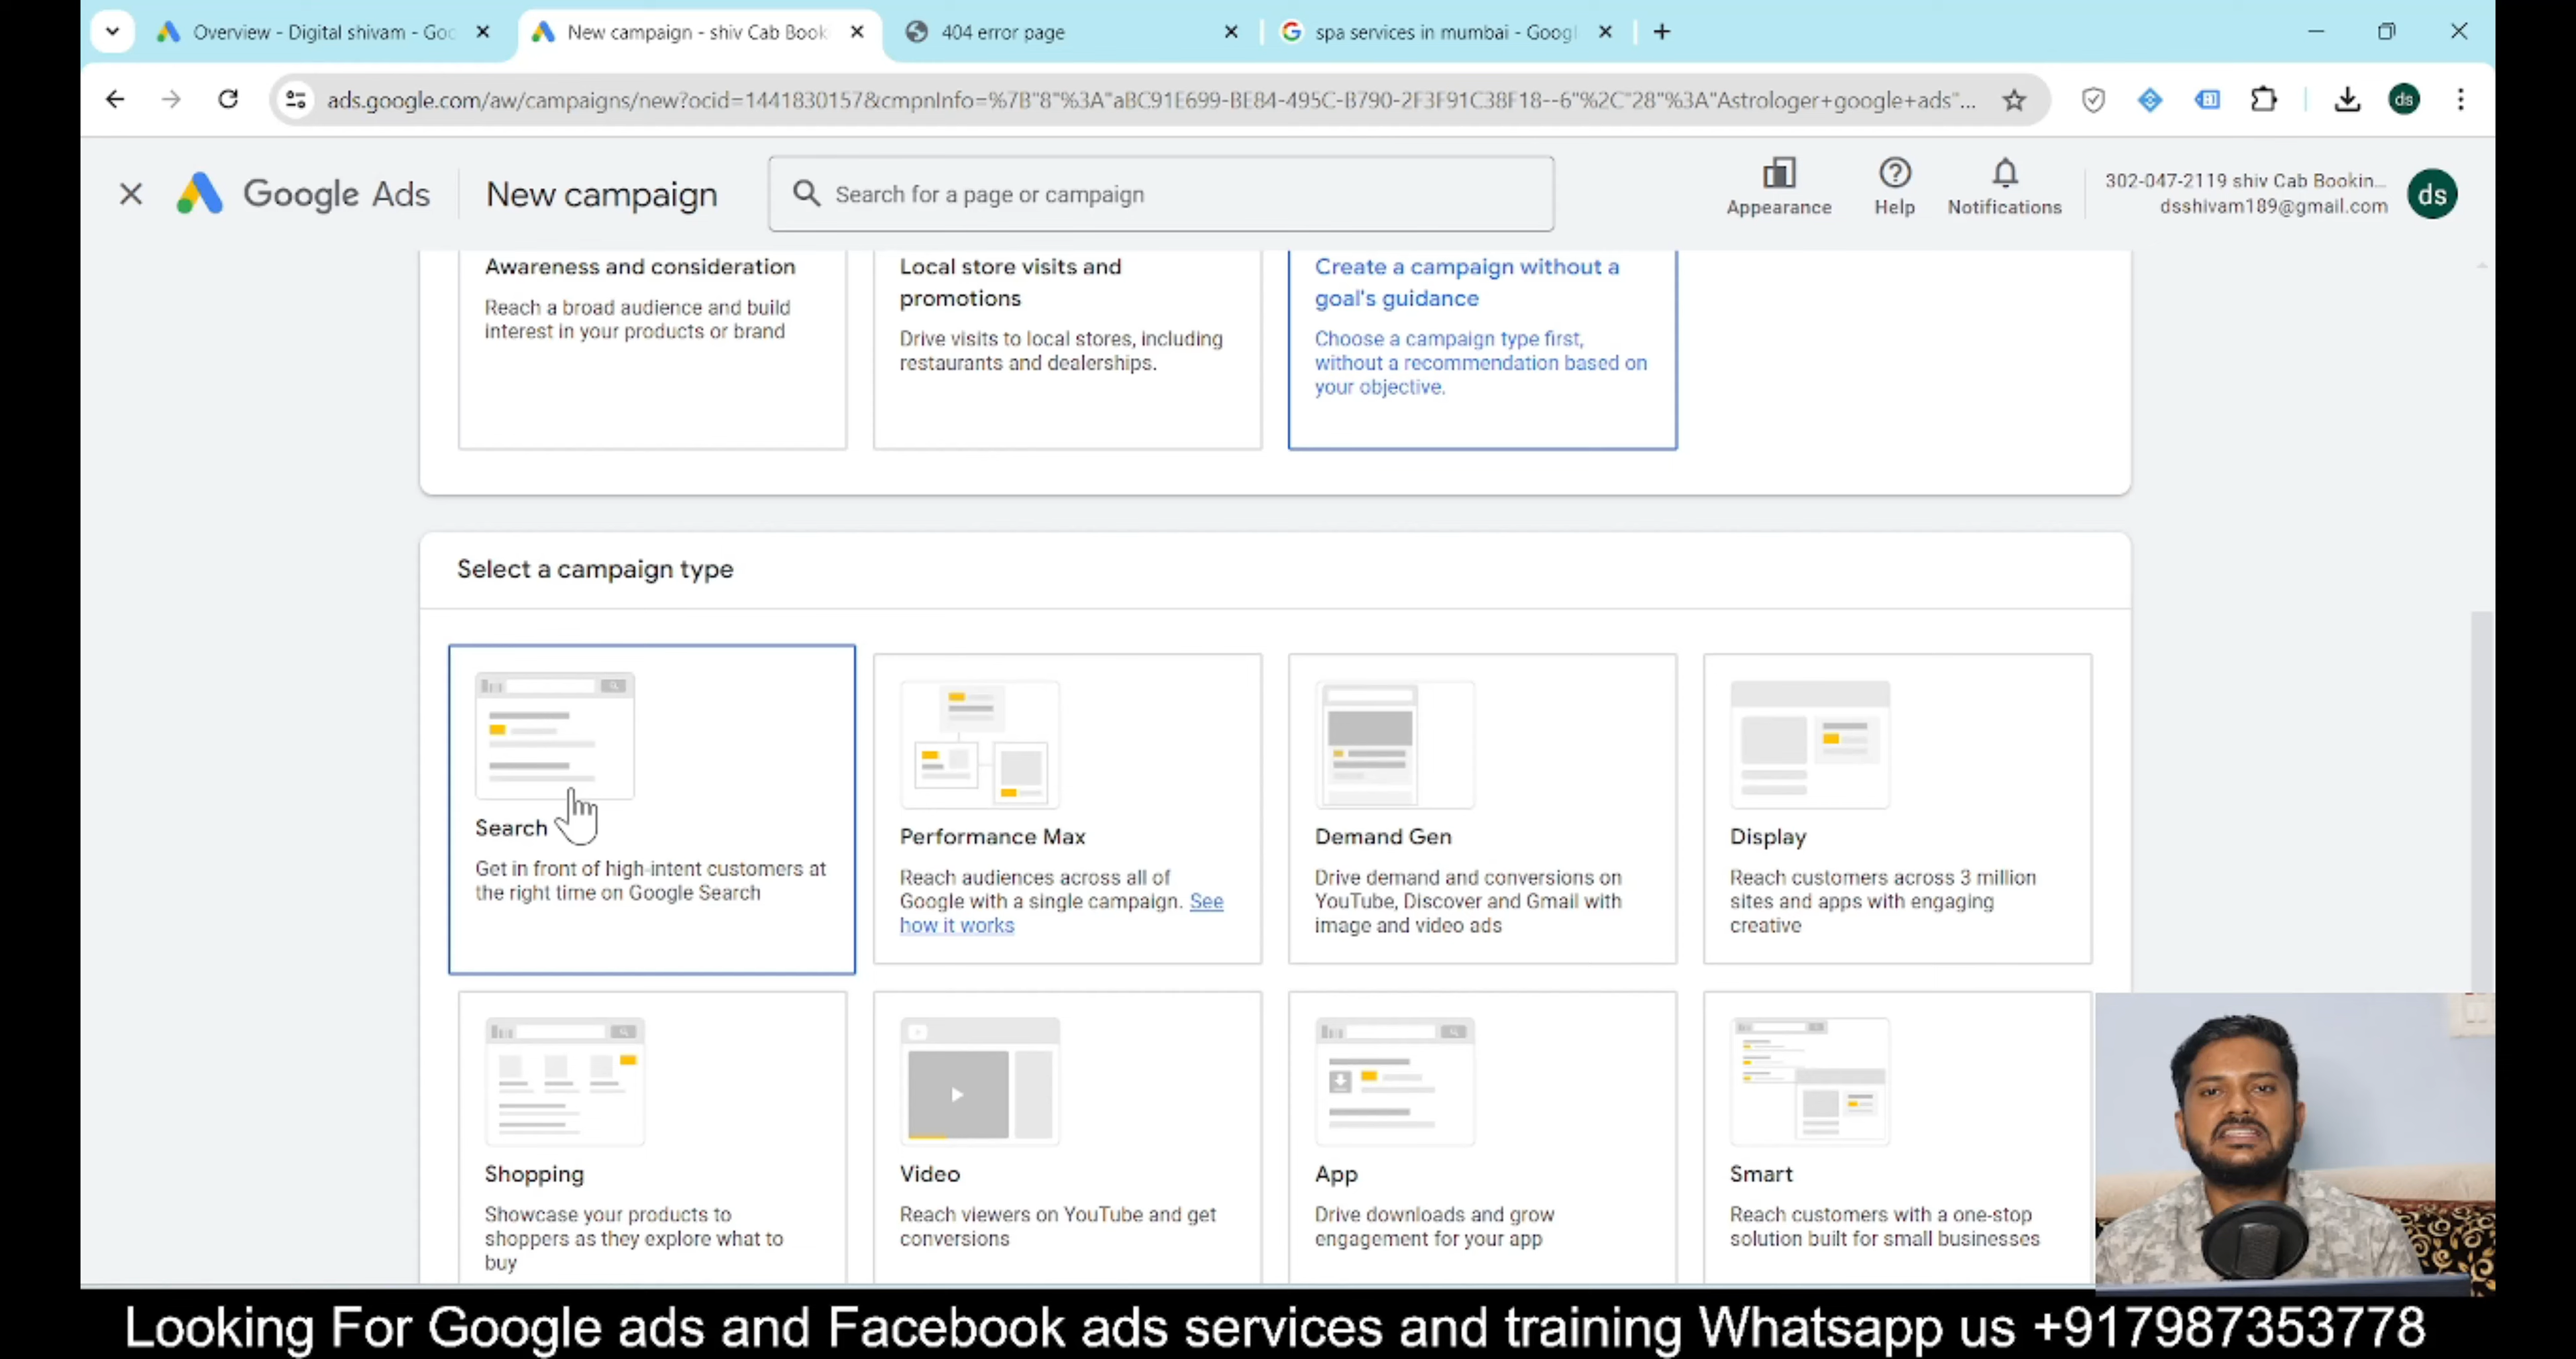 Overview - Digital shivam - Goo
New campaign - shiv Cab Book
404 error page
spa services in mumbai - Googl
ads.google.com/aw/campaigns/new?ocid=1441830157&cmpnInfo=%7B"8"%3A"aBC91E699-BE84-495C-B790-2F3F91C38F18--6"%2C"28"%3A"Astrologer+google+ads"...
ds
Google Ads
New campaign
Search for a page or campaign
Appearance
Help
Notifications
302-047-2119 shiv Cab Bookin...
dsshivam189@gmail.com
ds
Awareness and consideration
Reach a broad audience and build
interest in your products or brand
Local store visits and
promotions
Drive visits to local stores, including
restaurants and dealerships.
Create a campaign without a
goal's guidance
Choose a campaign type first,
without a recommendation based on
your objective.
Select a campaign type
Search
Get in front of high-intent customers at
the right time on Google Search
Performance Max
Reach audiences across all of
Google with a single campaign. See
how it works
Demand Gen
Drive demand and conversions on
YouTube, Discover and Gmail with
image and video ads
Display
Reach customers across 3 million
sites and apps with engaging
creative
Shopping
Showcase your products to
shoppers as they explore what to
buy
Video
Reach viewers on YouTube and get
conversions
App
Drive downloads and grow
engagement for your app
Smart
Reach customers with a one-stop
solution built for small businesses
Looking For Google ads and Facebook ads services and training Whatsapp us +917987353778